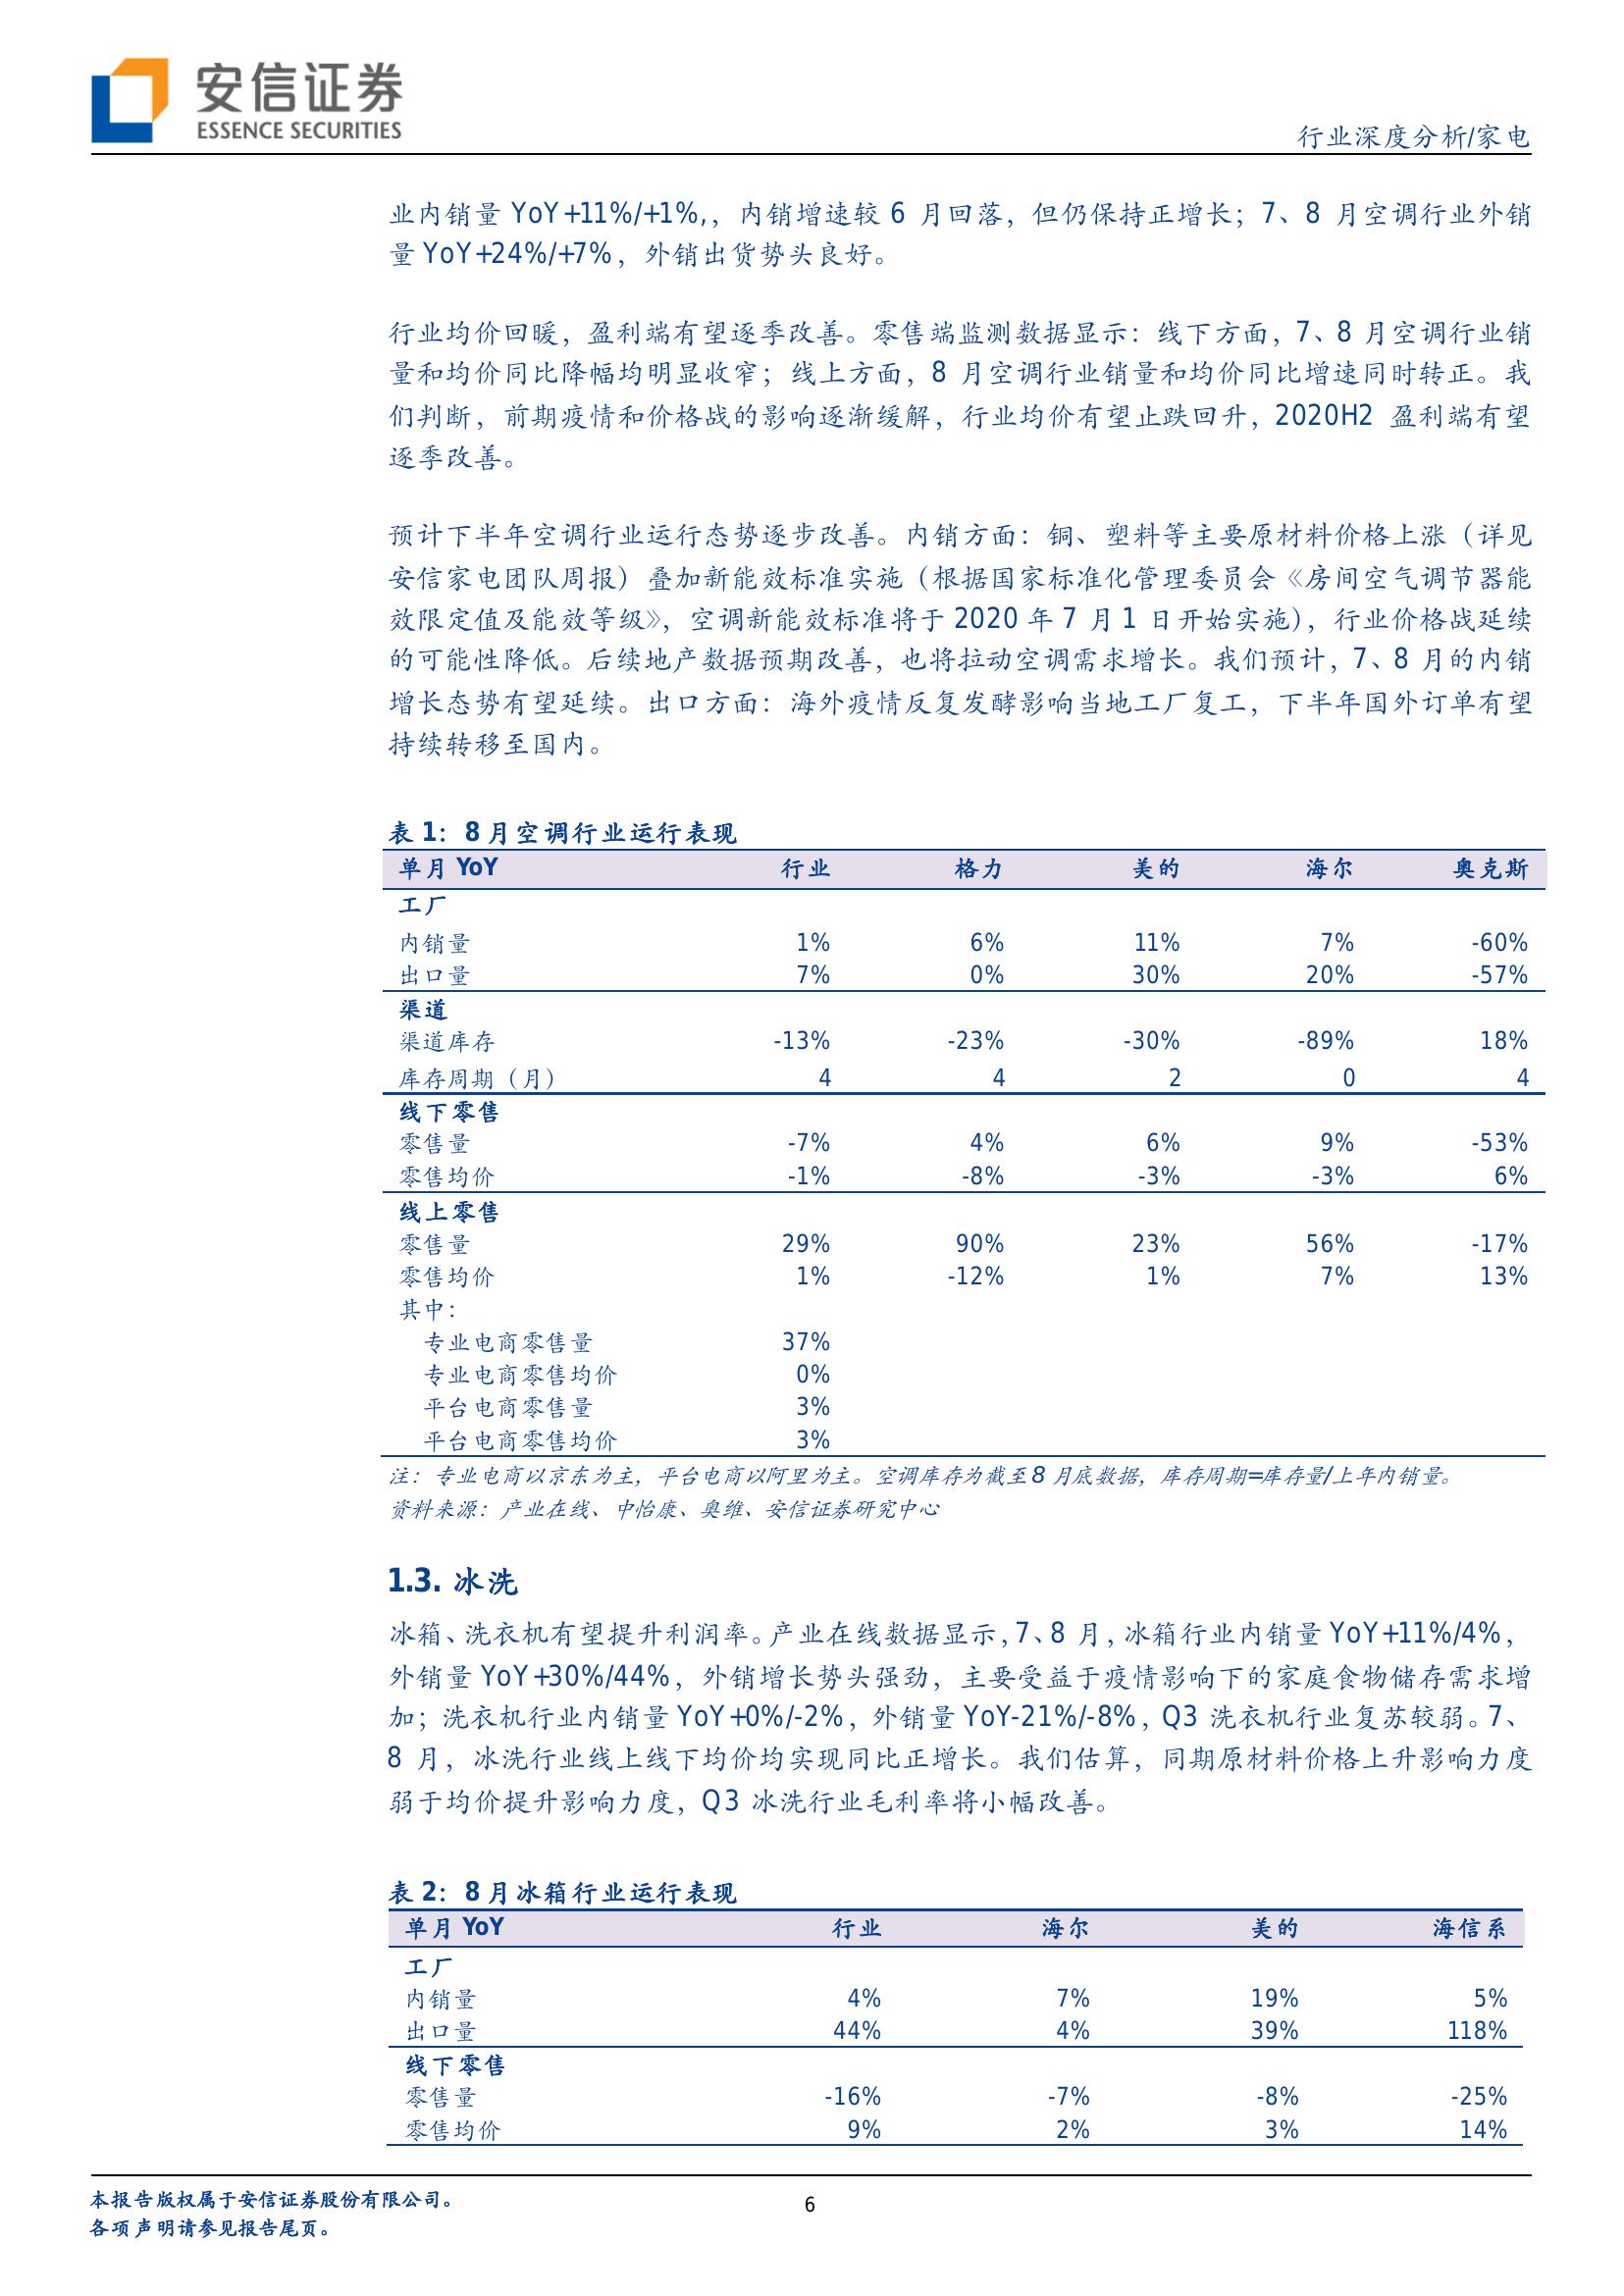 安信证券
ESSENCE SECURITIES
行业深度分析/家电
业内销量 YoY+11%/+1%,，内销增速较 6 月回落，但仍保持正增长；7、8 月空调行业外销
量 YoY+24%/+7%，外销出货势头良好。
行业均价回暖，盈利端有望逐季改善。零售端监测数据显示：线下方面，7、8 月空调行业销
量和均价同比降幅均明显收窄；线上方面，8 月空调行业销量和均价同比增速同时转正。我
们判断，前期疫情和价格战的影响逐渐缓解，行业均价有望止跌回升，2020H2 盈利端有望
逐季改善。
预计下半年空调行业运行态势逐步改善。内销方面：铜、塑料等主要原材料价格上涨（详见
安信家电团队周报）叠加新能效标准实施（根据国家标准化管理委员会《房间空气调节器能
效限定值及能效等级》，空调新能效标准将于 2020 年 7 月 1 日开始实施），行业价格战延续
的可能性降低。后续地产数据预期改善，也将拉动空调需求增长。我们预计，7、8 月的内销
增长态势有望延续。出口方面：海外疫情反复发酵影响当地工厂复工，下半年国外订单有望
持续转移至国内。
表 1：8 月空调行业运行表现
单月 YoY 行业 格力 美的 海尔 奥克斯
工厂
内销量 1% 6% 11% 7% -60%
出口量 7% 0% 30% 20% -57%
渠道
渠道库存 -13% -23% -30% -89% 18%
库存周期（月） 4 4 2 0 4
线下零售
零售量 -7% 4% 6% 9% -53%
零售均价 -1% -8% -3% -3% 6%
线上零售
零售量 29% 90% 23% 56% -17%
零售均价 1% -12% 1% 7% 13%
其中：
专业电商零售量 37%
专业电商零售均价 0%
平台电商零售量 3%
平台电商零售均价 3%
注：专业电商以京东为主，平台电商以阿里为主。空调库存为截至 8 月底数据，库存周期=库存量/上年内销量。
资料来源：产业在线、中怡康、奥维、安信证券研究中心
1.3. 冰洗
冰箱、洗衣机有望提升利润率。产业在线数据显示，7、8 月，冰箱行业内销量 YoY+11%/4%，
外销量 YoY+30%/44%，外销增长势头强劲，主要受益于疫情影响下的家庭食物储存需求增
加；洗衣机行业内销量 YoY+0%/-2%，外销量 YoY-21%/-8%，Q3 洗衣机行业复苏较弱。7、
8 月，冰洗行业线上线下均价均实现同比正增长。我们估算，同期原材料价格上升影响力度
弱于均价提升影响力度，Q3 冰洗行业毛利率将小幅改善。
表 2：8 月冰箱行业运行表现
单月 YoY 行业 海尔 美的 海信系
工厂
内销量 4% 7% 19% 5%
出口量 44% 4% 39% 118%
线下零售
零售量 -16% -7% -8% -25%
零售均价 9% 2% 3% 14%
本报告版权属于安信证券股份有限公司。
6
各项声明请参见报告尾页。